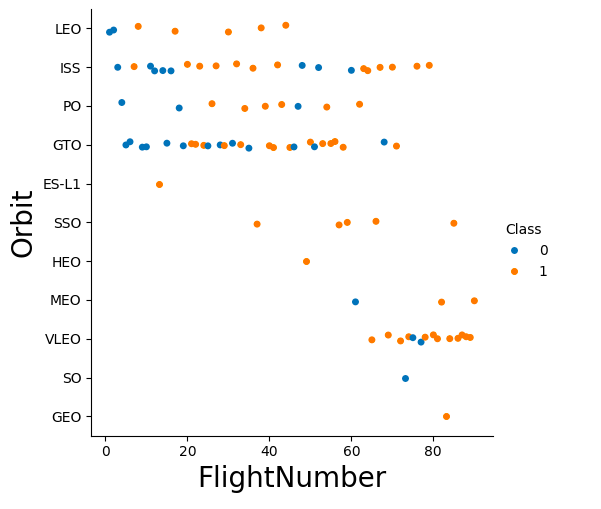 LEO
ISS
PO
GTO
ES-L1
SSO
HEO
MEO
VLEO
SO
GEO
Orbit
0 20 40 60 80
FlightNumber
Class
0
1